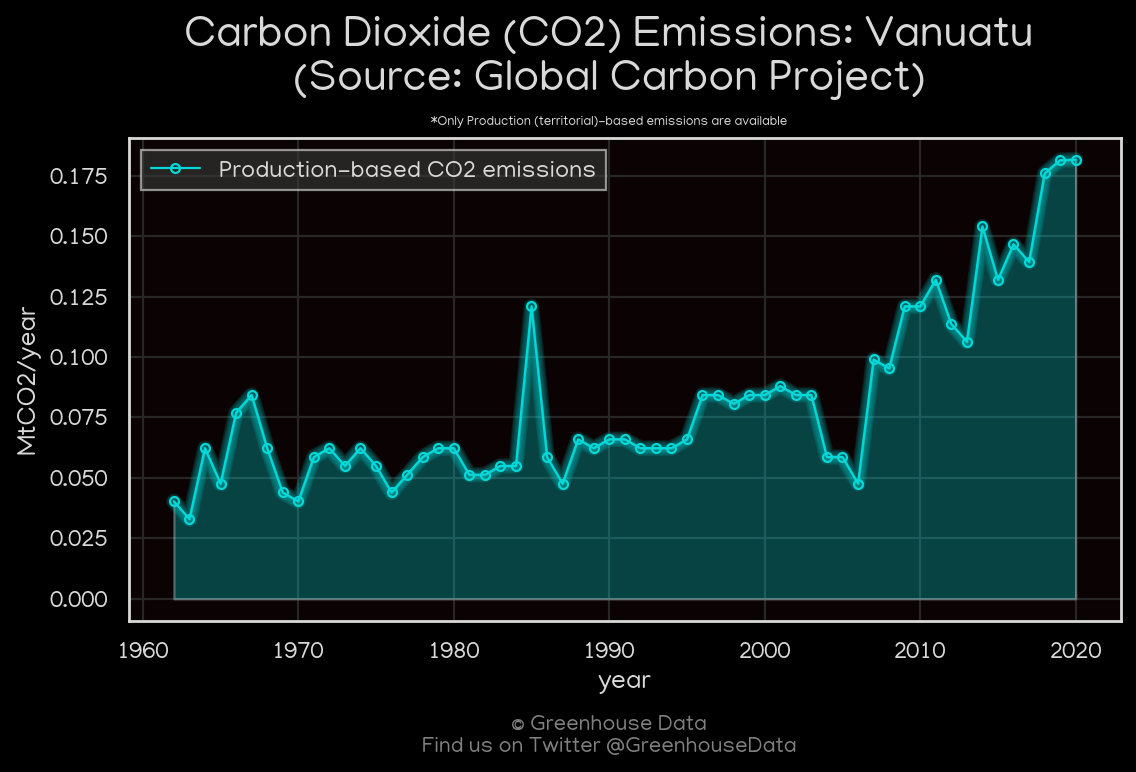 Carbon Dioxide (CO2) Emissions: Vanuatu
(Source: Global Carbon Project)
*Only Production (territorial)-based emissions are available
Production-based CO2 emissions
0.175
0.150
0.125
0.100
0.075
0.050
0.025
0.000
MtCO2/year
1960 1970 1980 1990 2000 2010 2020
year
© Greenhouse Data
Find us on Twitter @GreenhouseData